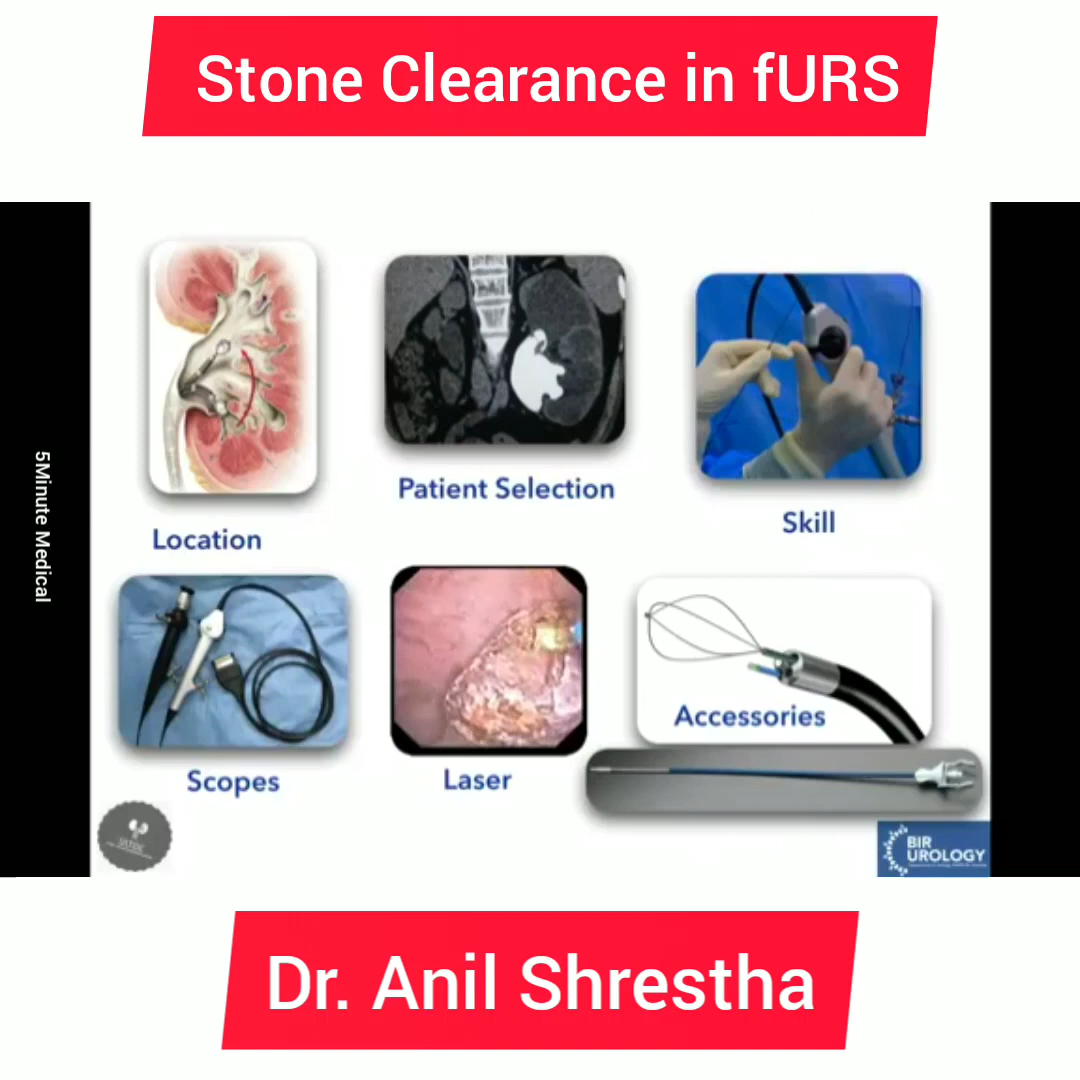 Stone Clearance in fURS
5Minute Medical
Location
Patient Selection
Skill
Scopes
Laser
Accessories
BIR
UROLOGY
Dr. Anil Shrestha